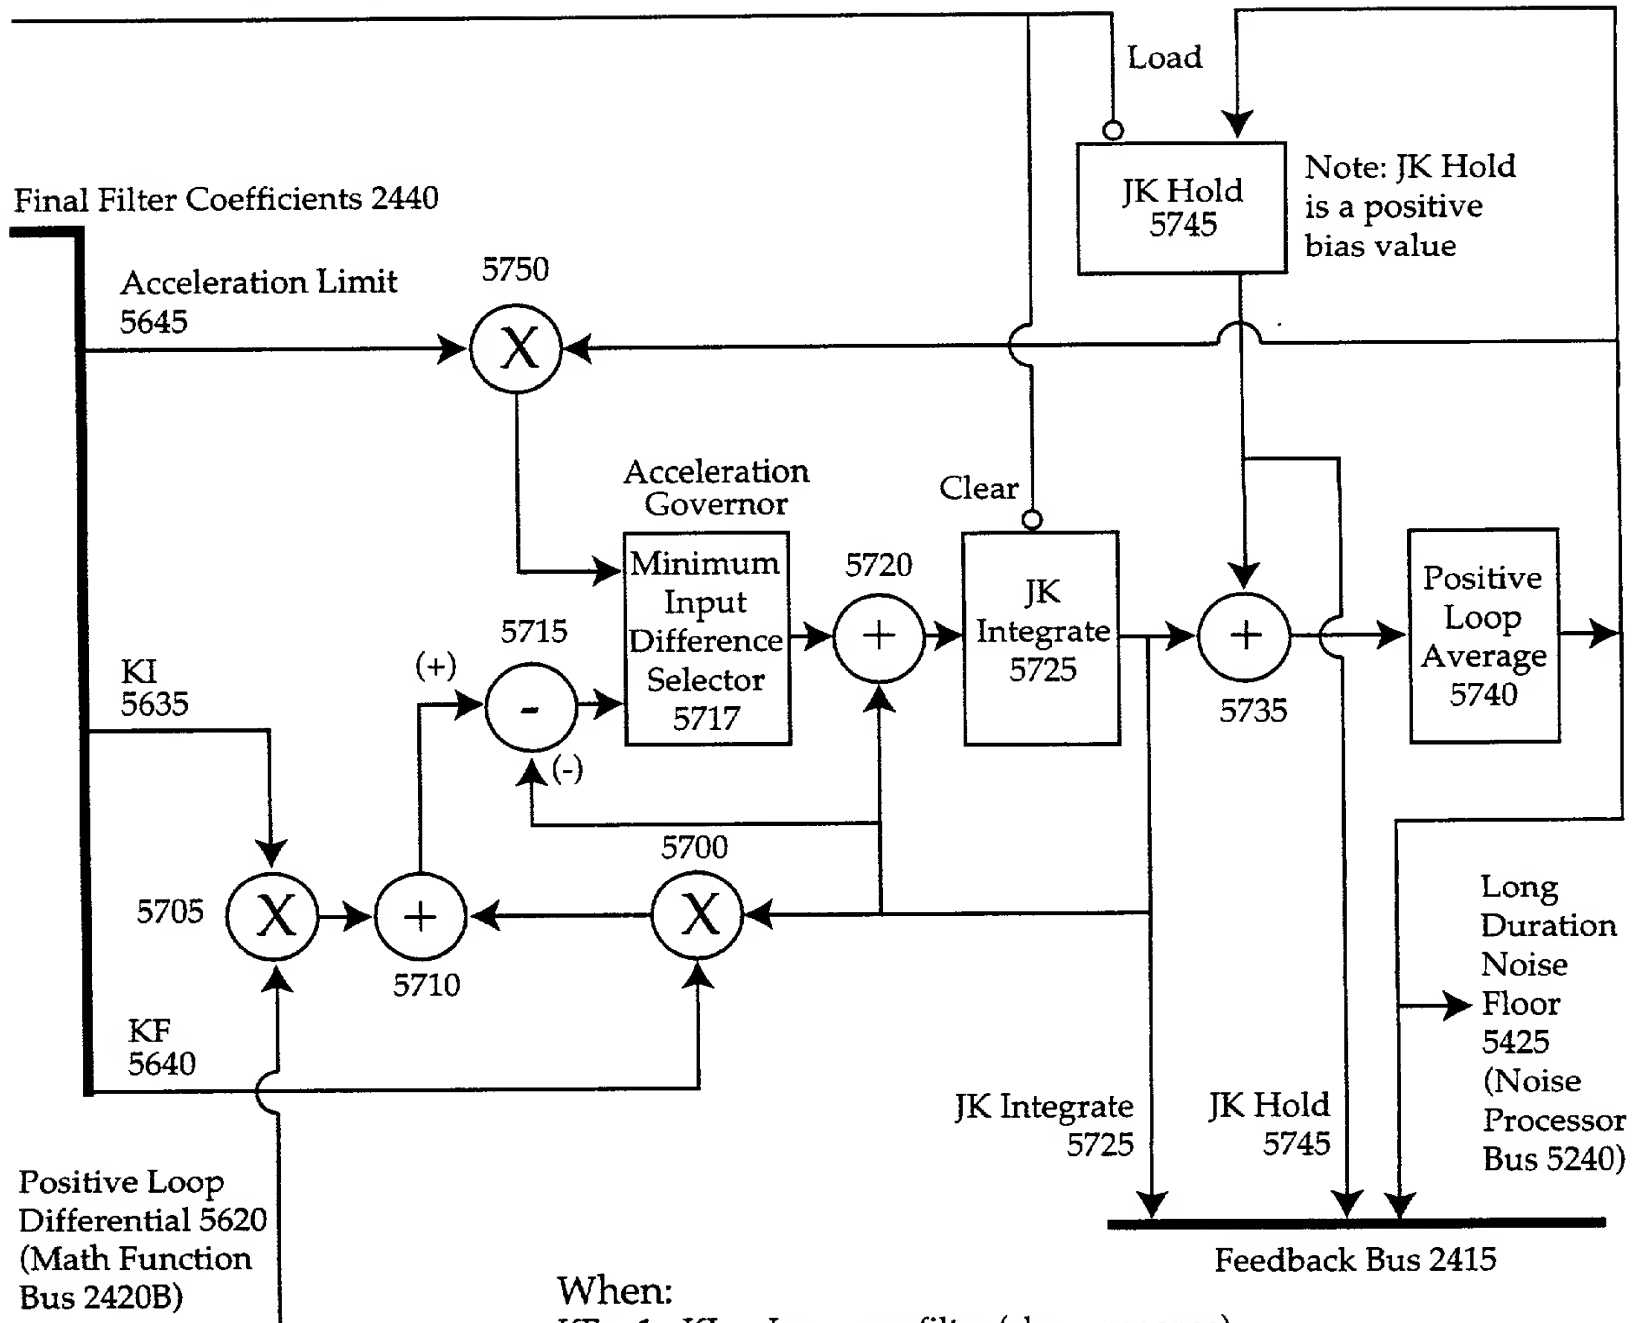 Load
JK Hold
5745
Note: JK Hold
is a positive
bias value
Final Filter Coefficients 2440
Acceleration Limit
5645
5750
X
Acceleration
Governor
Minimum
Input
Difference
Selector
5717
5715
(+)
-
(-)
5720
+
Clear
JK
Integrate
5725
+
5735
Positive
Loop
Average
5740
KI
5635
5705
X
+
5710
5700
X
KF
5640
Long
Duration
Noise
Floor
5425
(Noise
Processor
Bus 5240)
JK Integrate
5725
JK Hold
5745
Feedback Bus 2415
Positive Loop
Differential 5620
(Math Function
Bus 2420B)
When: